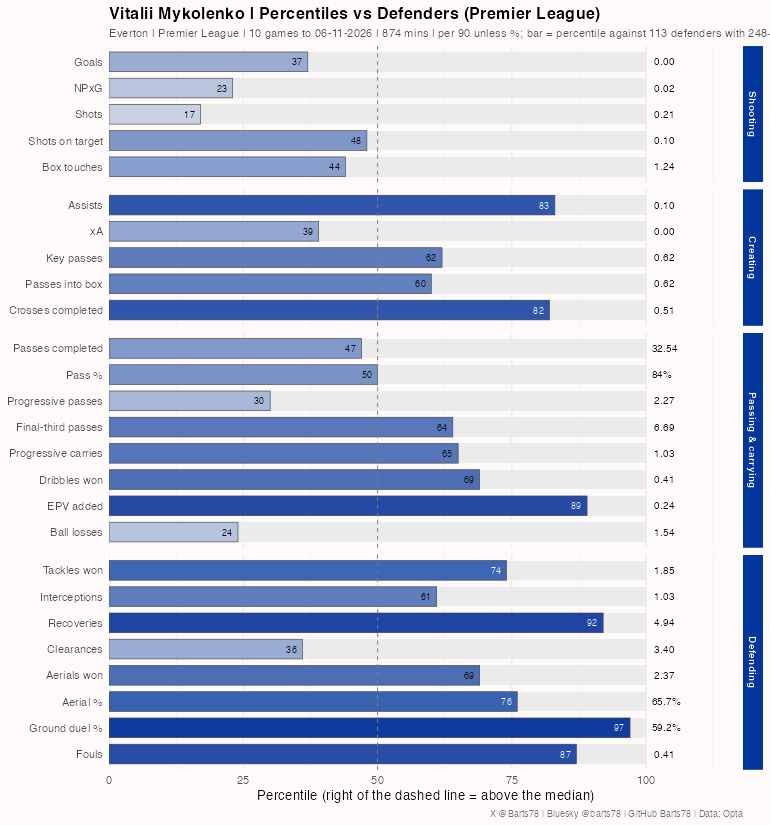 Vitalii Mykolenko | Percentiles vs Defenders (Premier League)
Everton | Premier League | 10 games to 06-11-2026 | 874 mins | per 90 unless %; bar = percentile against 113 defenders with 248-
Goals 37 0.00
NPxG 23 0.02
Shots 17 0.21
Shots on target 48 0.10
Box touches 44 1.24
Shooting
Assists 83 0.10
xA 39 0.00
Key passes 62 0.62
Passes into box 60 0.62
Crosses completed 82 0.51
Creating
Passes completed 47 32.54
Pass % 50 84%
Progressive passes 30 2.27
Final-third passes 64 6.69
Progressive carries 65 1.03
Dribbles won 69 0.41
EPV added 89 0.24
Ball losses 24 1.54
Passing & carrying
Tackles won 74 1.85
Interceptions 61 1.03
Recoveries 92 4.94
Clearances 36 3.40
Aerials won 69 2.37
Aerial % 76 65.7%
Ground duel % 97 59.2%
Fouls 87 0.41
Defending
0 25 50 75 100
Percentile (right of the dashed line = above the median)
X @Barts78 | Bluesky @barts78 | GitHub Barts78 | Data: Opta